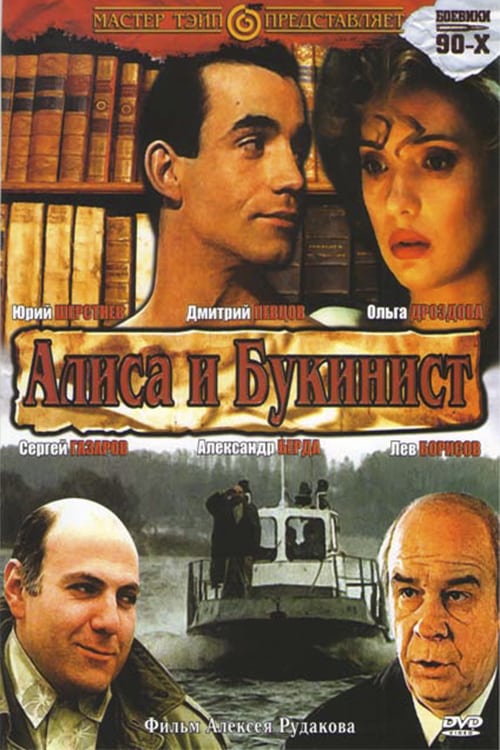 МАСТЕР ТЭЙП ПРЕДСТАВЛЯЕТ
БОЕВИКИ
90-Х
Юрий ШЕРСТНЕВ Дмитрий ПЕВЦОВ Ольга ДРОЗДОВА
Алиса и Букинист
Сергей ГАЗАРОВ Александр БЕРДА Лев БОРИСОВ
Фильм Алексея Рудакова
DVD
VIDEO